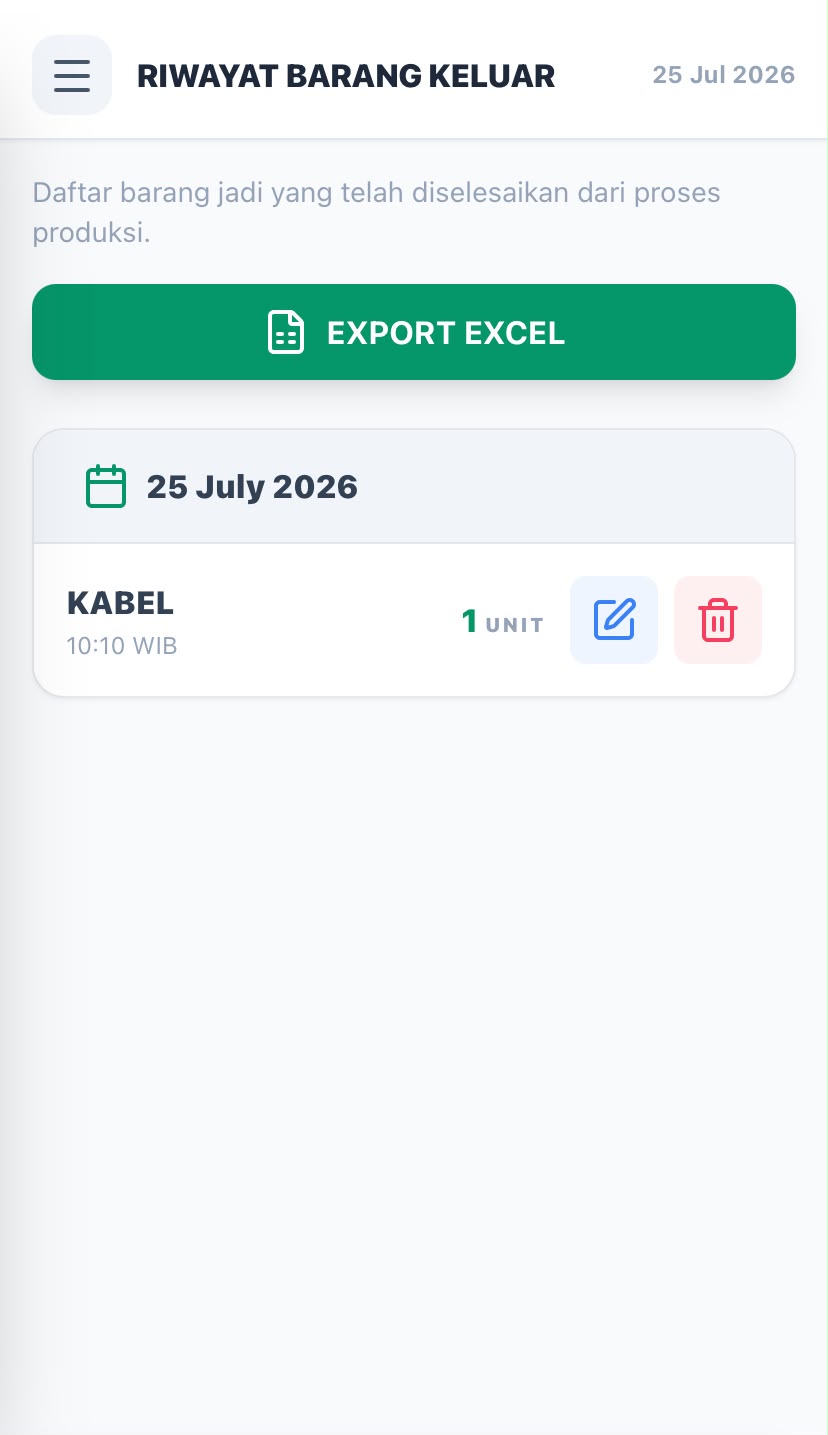 RIWAYAT BARANG KELUAR
25 Jul 2026
Daftar barang jadi yang telah diselesaikan dari proses
produksi.
EXPORT EXCEL
25 July 2026
KABEL
1 UNIT
10:10 WIB